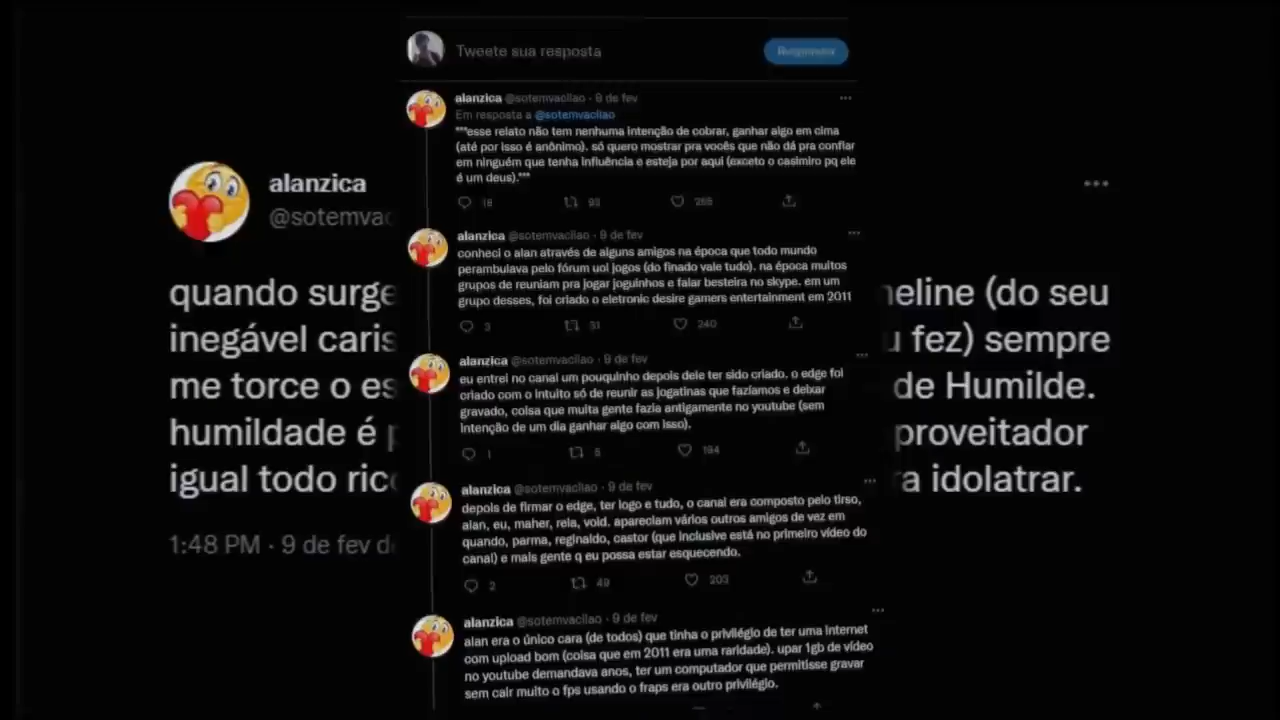 Tweete sua resposta
Responder
alanzica @sotemvacilao · 9 de fev
Em resposta a @sotemvacilao
"""esse relato não tem nenhuma intenção de cobrar, ganhar algo em cima
(até por isso é anônimo). só quero mostrar pra vocês que não dá pra confiar
em ninguém que tenha influência e esteja por aqui (exceto o casimiro pq ele
é um deus)."""
18 93 265
alanzica @sotemvacilao · 9 de fev
conheci o alan através de alguns amigos na época que todo mundo
perambulava pelo fórum uol jogos (do finado vale tudo). na época muitos
grupos de reuniam pra jogar joguinhos e falar besteira no skype. em um
grupo desses, foi criado o eletronic desire gamers entertainment em 2011
3 31 240
alanzica @sotemvacilao · 9 de fev
eu entrei no canal um pouquinho depois dele ter sido criado. o edge foi
criado com o intuito só de reunir as jogatinas que fazíamos e deixar
gravado, coisa que muita gente fazia antigamente no youtube (sem
intenção de um dia ganhar algo com isso).
1 5 194
alanzica @sotemvacilao · 9 de fev
depois de firmar o edge, ter logo e tudo, o canal era composto pelo tirso,
alan, eu, maher, rela, void. apareciam vários outros amigos de vez em
quando, parma, reginaldo, castor (que inclusive está no primeiro vídeo do
canal) e mais gente q eu possa estar esquecendo.
2 49 203
alanzica @sotemvacilao · 9 de fev
alan era o único cara (de todos) que tinha o privilégio de ter uma internet
com upload bom (coisa que em 2011 era uma raridade). upar 1gb de vídeo
no youtube demandava anos, ter um computador que permitisse gravar
sem cair muito o fps usando o fraps era outro privilégio.
alanzica
@sotemvac
quando surge neline (do seu
inegável caris u fez) sempre
me torce o es de Humilde.
humildade é p proveitador
igual todo rico ra idolatrar.
1:48 PM · 9 de fev d